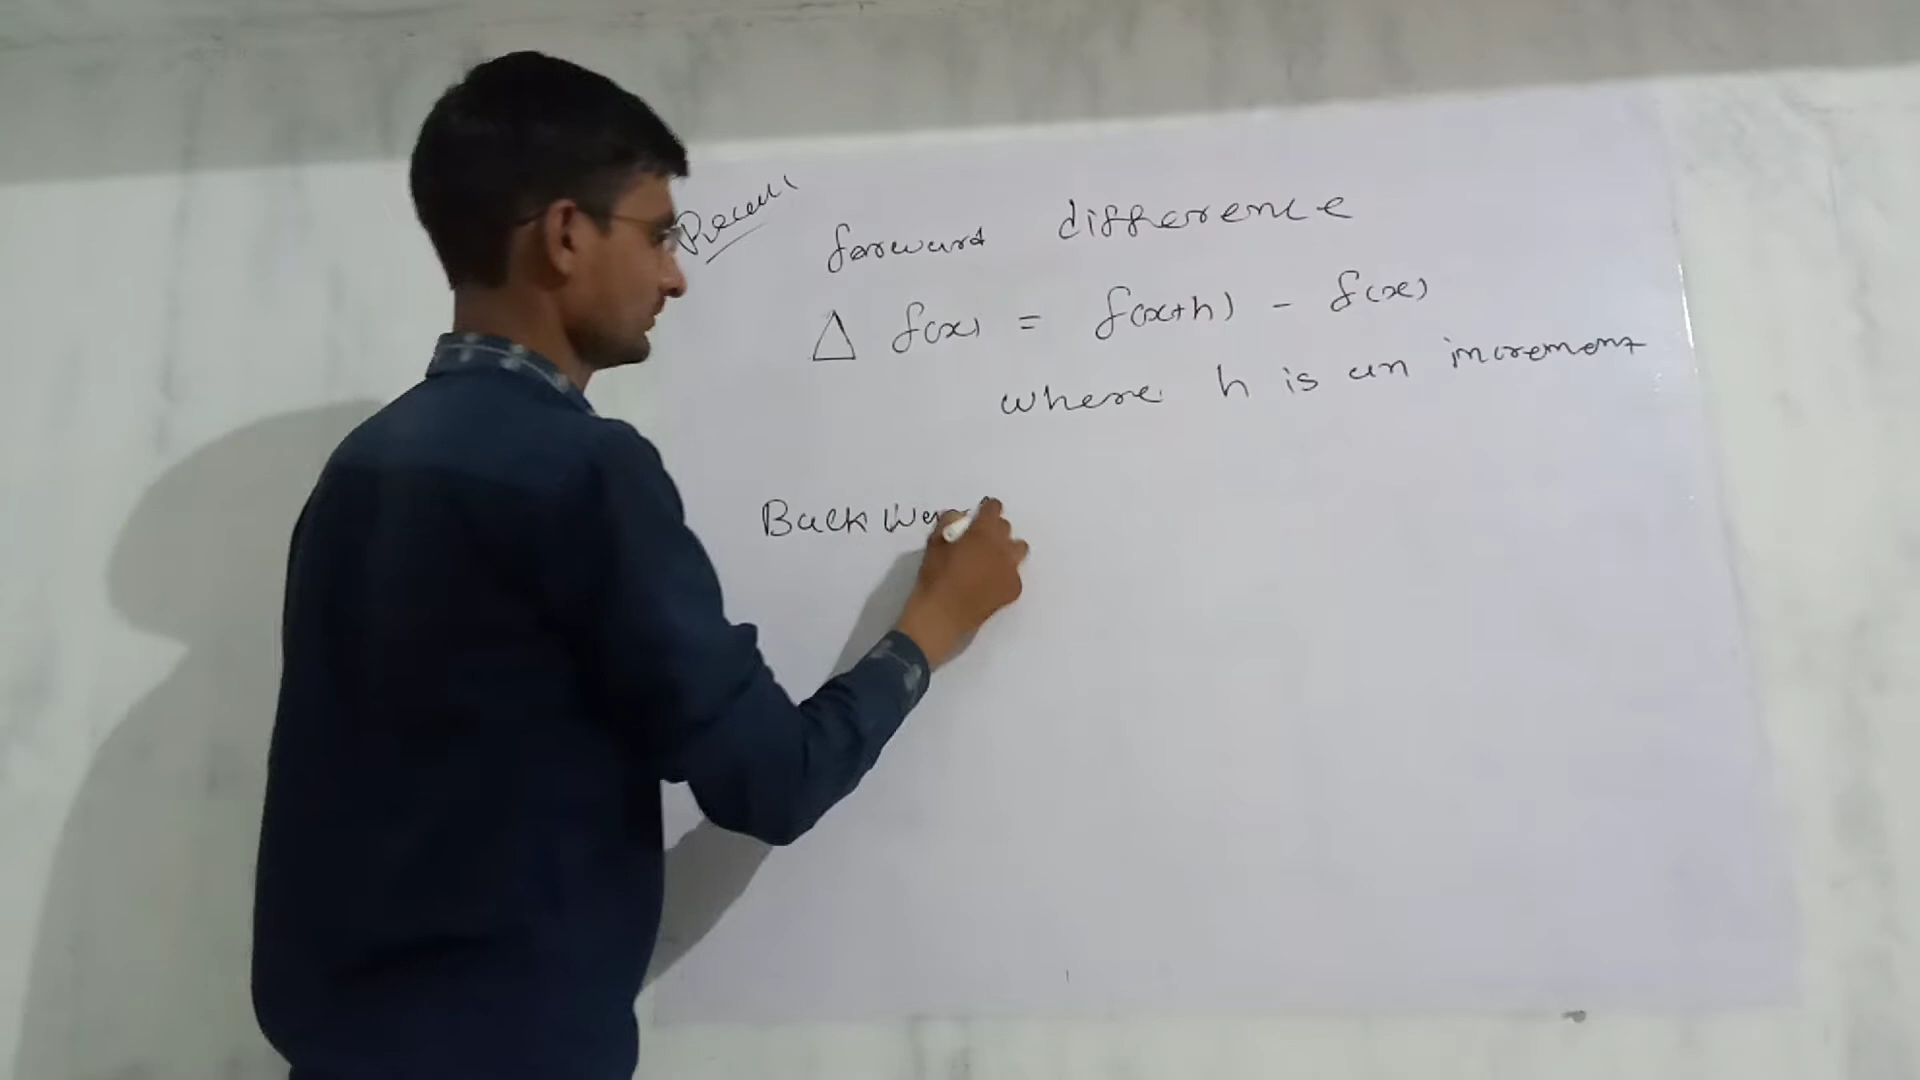 Recall
forward difference
Δ f(x) = f(x+h) - f(x)
where h is an increment
Back